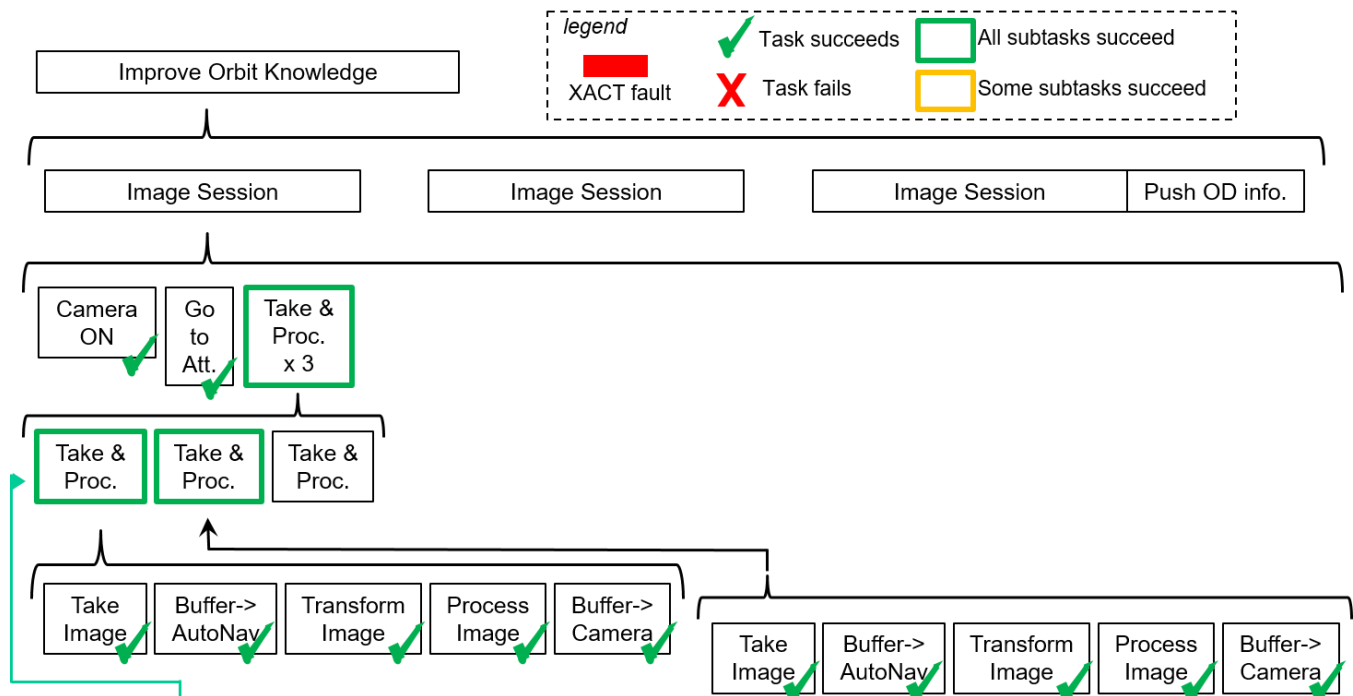 legend
Task succeeds
All subtasks succeed
XACT fault
Task fails
Some subtasks succeed
Improve Orbit Knowledge
Image Session
Image Session
Image Session
Push OD info.
Camera
ON
Go
to
Att.
Take &
Proc.
x 3
Take &
Proc.
Take &
Proc.
Take &
Proc.
Take
Image
Buffer->
AutoNav
Transform
Image
Process
Image
Buffer->
Camera
Take
Image
Buffer->
AutoNav
Transform
Image
Process
Image
Buffer->
Camera